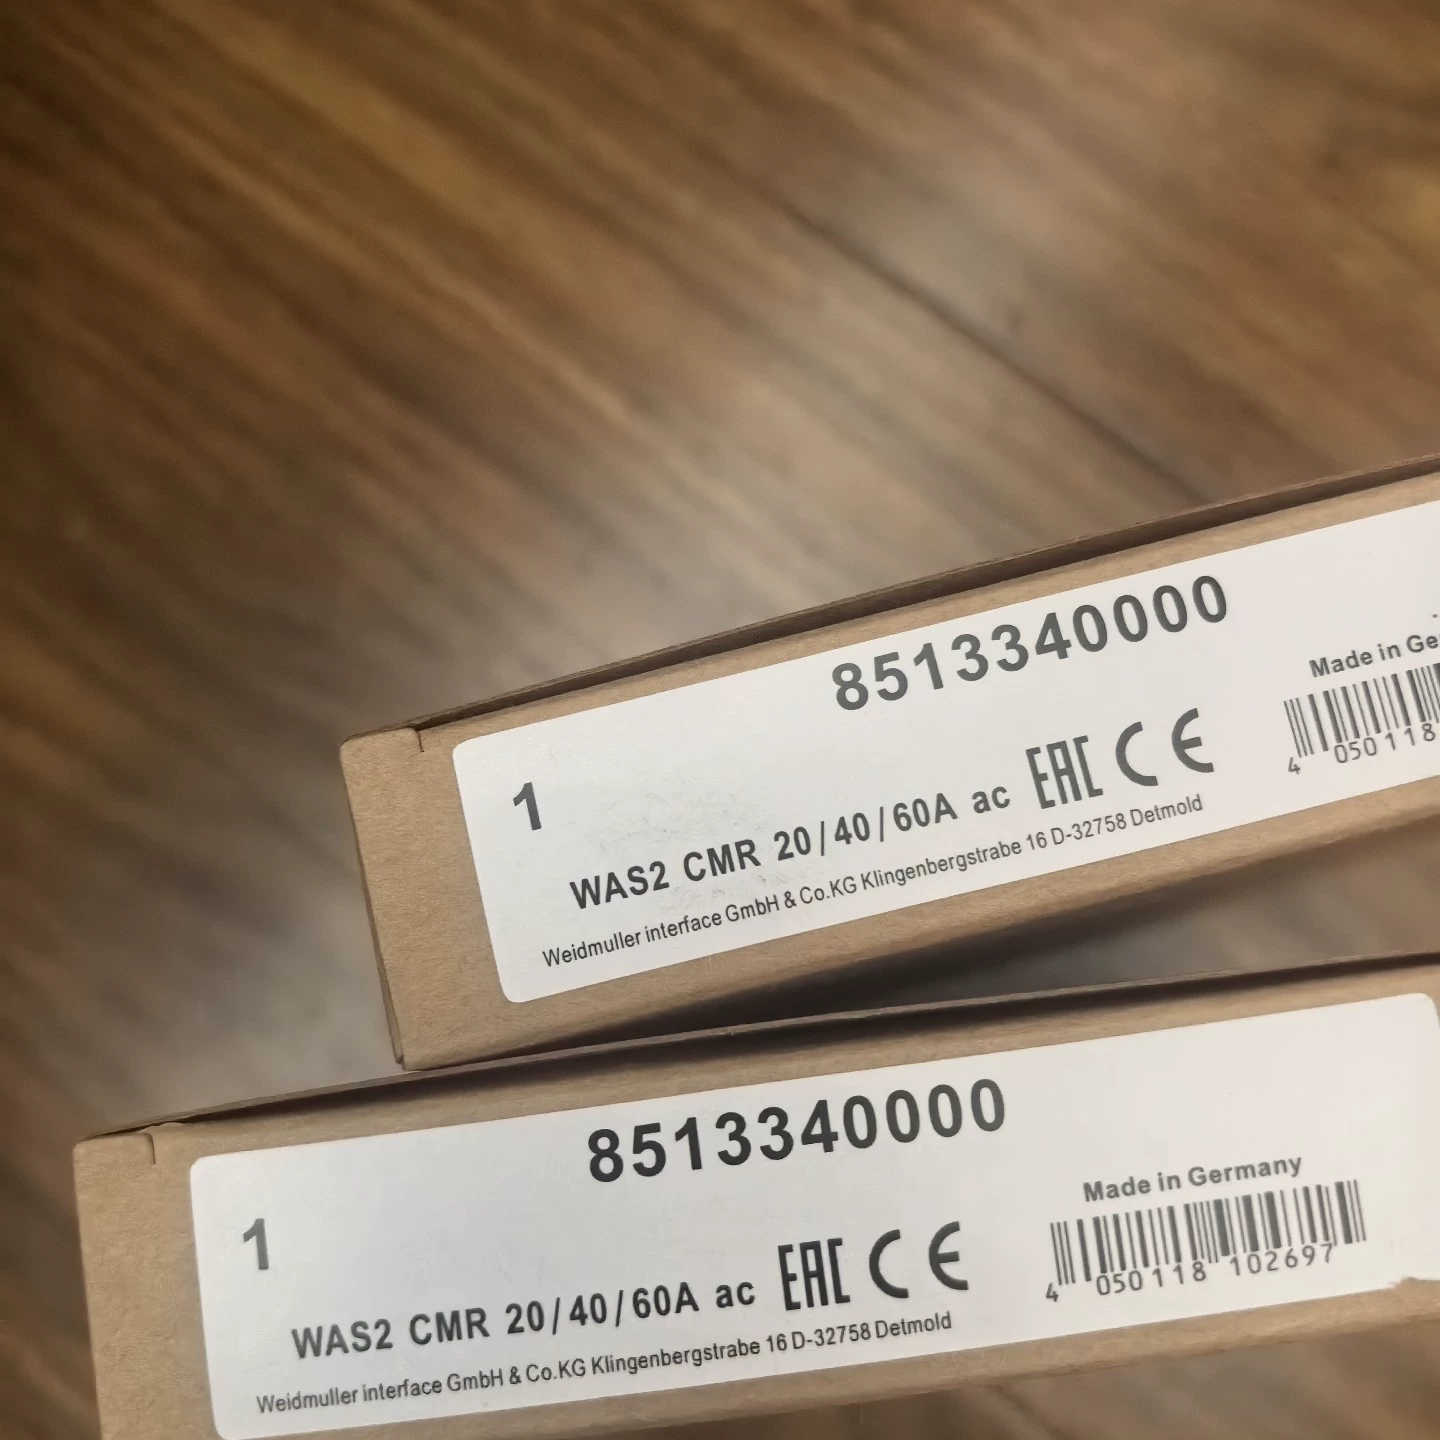 8513340000
Made in Ge
1
WAS2 CMR 20/40/60A ac EAC CE
4 050118
Weidmuller interface GmbH & Co.KG Klingenbergstrabe 16 D-32758 Detmold
8513340000
Made in Germany
1
WAS2 CMR 20/40/60A ac EAC CE
4 050118 102697
Weidmuller interface GmbH & Co.KG Klingenbergstrabe 16 D-32758 Detmold